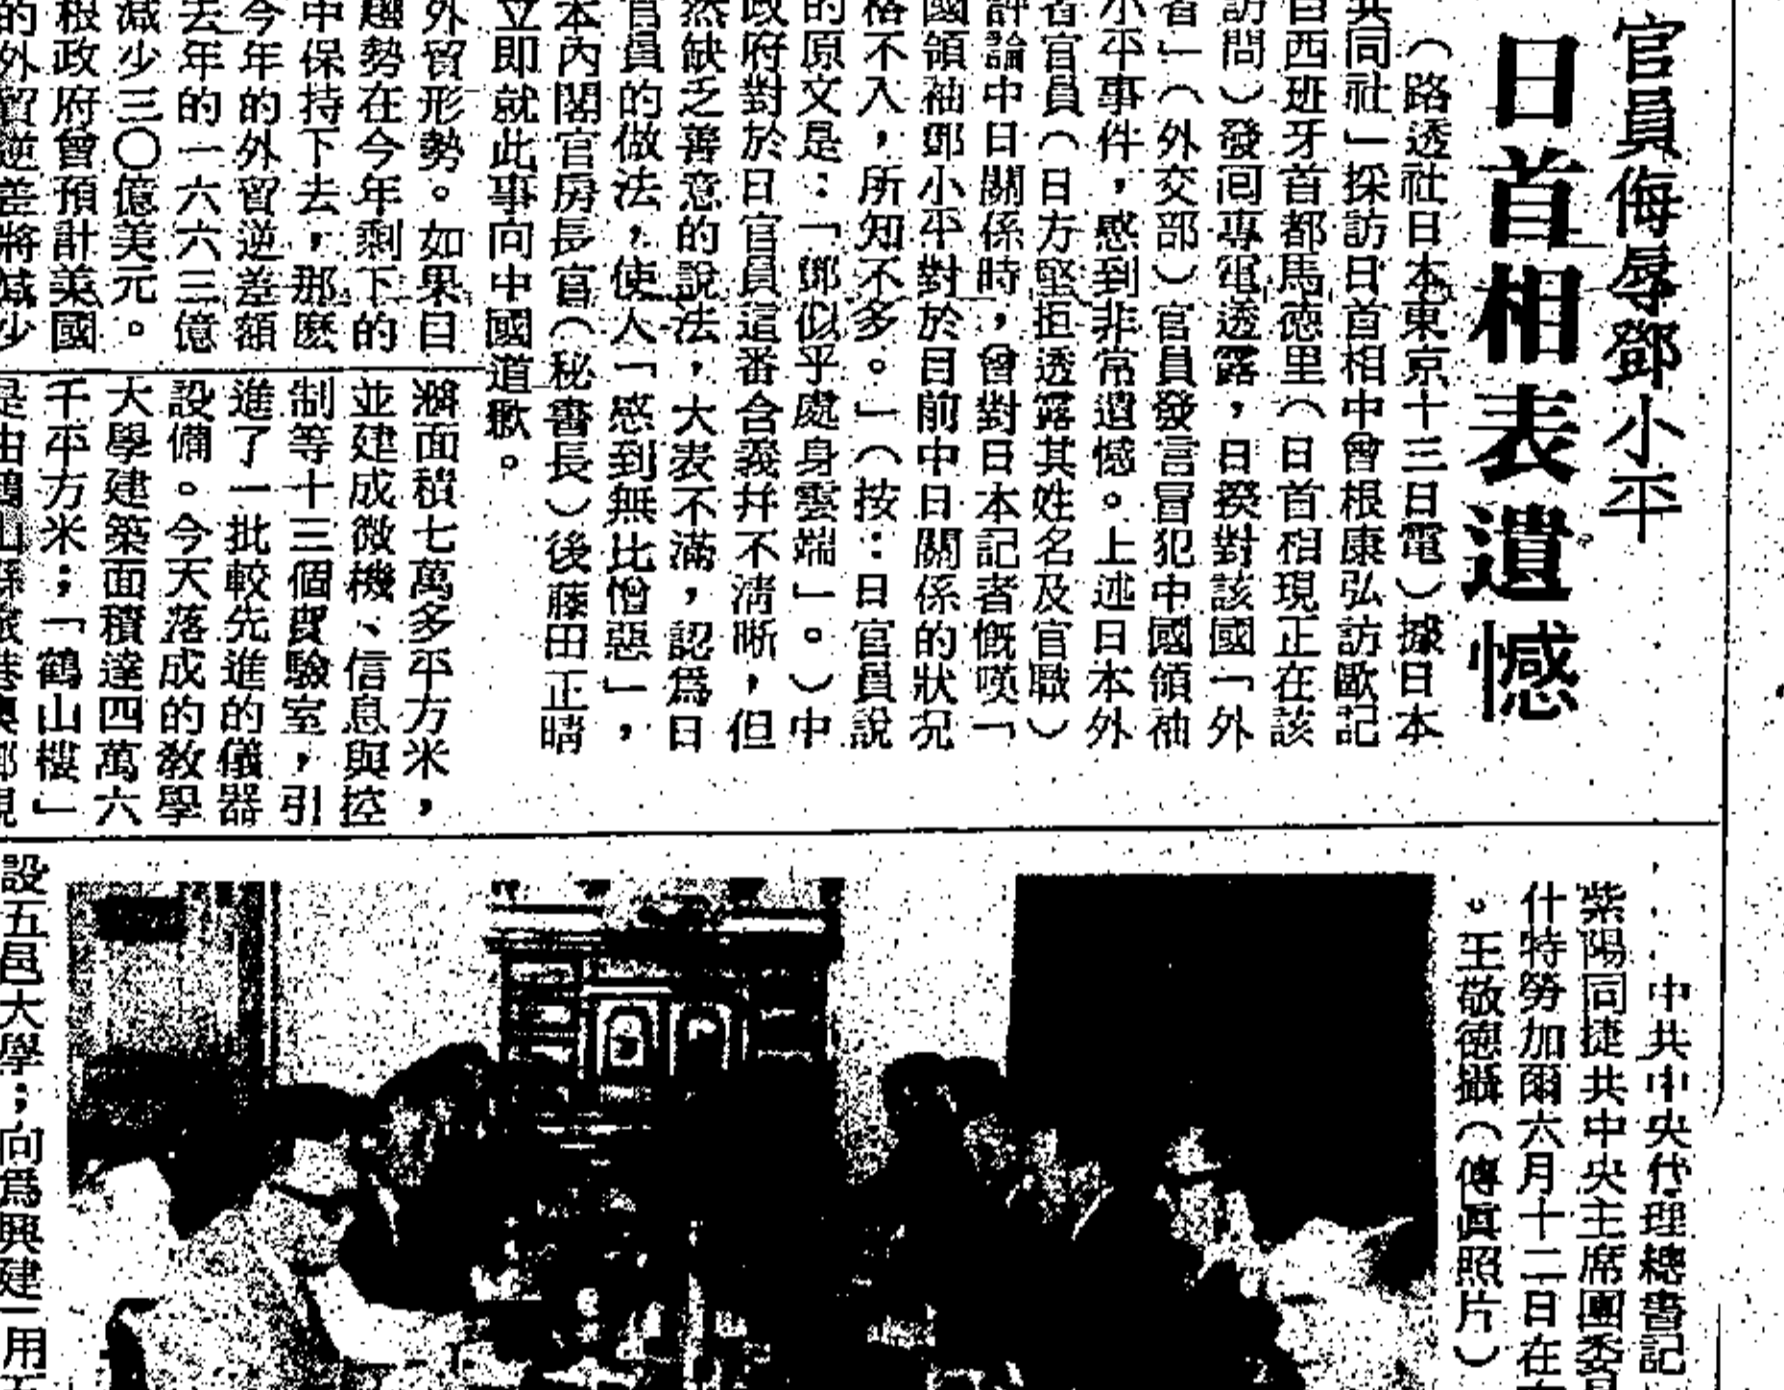 官員侮辱鄧小平
日首相表遺憾
（路透社日本東京十三日電）據日本
共同社」採訪日首相中曾根康弘訪歐記
自西班牙首都馬德里（日首相現正在該
訪問）發回專電透露，日揆對該國「外
者」（外交部）官員發言冒犯中國領袖
小平事件，感到非常遺憾。上述日本外
者官員（日方堅拒透露其姓名及官職）
評論中日關係時，曾對日本記者慨嘆「
國領袖鄧小平對於目前中日關係的狀況
格不入，所知不多。」（按：日官員說
的原文是：「鄧似乎處身雲端」。）中
政府對於日官員這番含義并不清晰，但
然缺乏善意的說法，大表不滿，認爲日
官員的做法，使人「感到無比憎惡」，
本內閣官房長官（秘書長）後藤田正晴
立即就此事向中國道歉。
外貿形勢。如果目
趨勢在今年剩下的
中保持下去，那麽
今年的外貿逆差額
去年的一六六三億
減少三〇億美元。
根政府曾預計美國
的外貿逆差將減少
面積七萬多平方米，
並建成微機、信息與控
制等十三個實驗室，引
進了一批較先進的儀器
設備。今天落成的教學
大學建築面積達四萬六
千平方米；「鶴山樓」
是由鶴山縣
設五邑大學；向爲興建一用
中共中央代理總書記
紫陽同捷共中央主席團委員
什特勞加爾六月十二日在
。王敬德攝（傳眞照片）